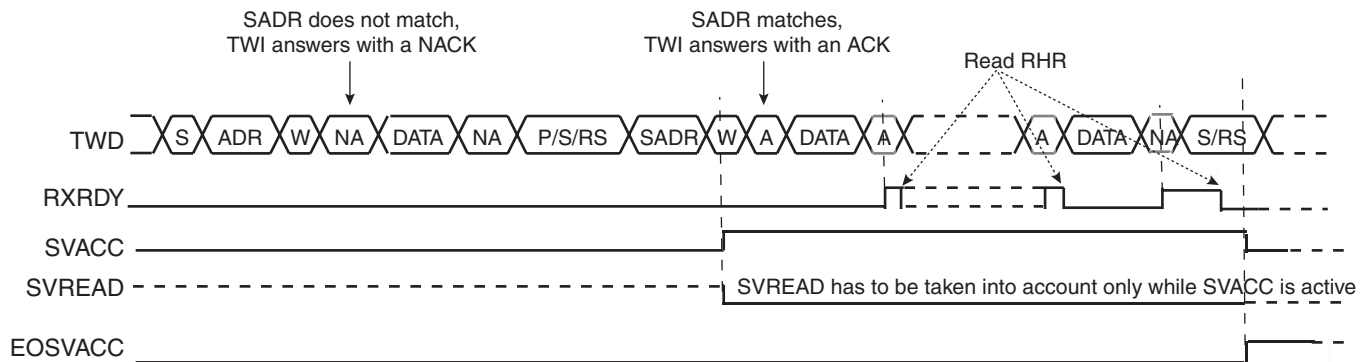 SADR does not match,
TWI answers with a NACK
SADR matches,
TWI answers with an ACK
Read RHR
TWD
S
ADR
W
NA
DATA
NA
P/S/RS
SADR
W
A
DATA
A
A
DATA
NA
S/RS
RXRDY
SVACC
SVREAD
SVREAD has to be taken into account only while SVACC is active
EOSVACC